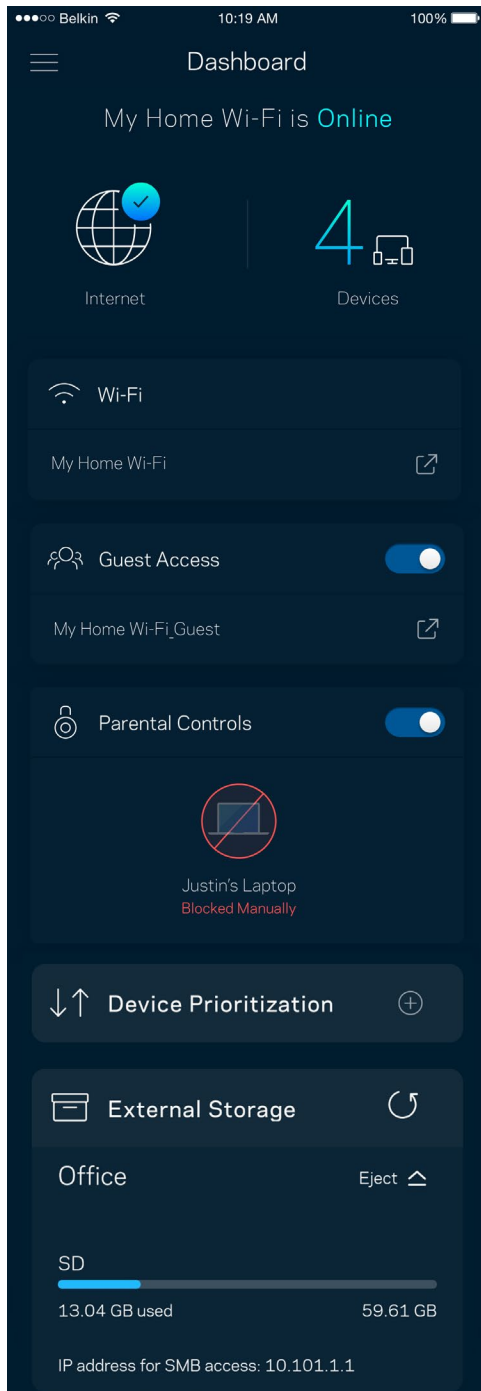 Belkin 10:19 AM 100%
Dashboard
My Home Wi-Fi is Online
4
Internet Devices
Wi-Fi
My Home Wi-Fi
Guest Access
My Home Wi-Fi_Guest
Parental Controls
Justin's Laptop
Blocked Manually
Device Prioritization
External Storage
Office Eject
SD
13.04 GB used 59.61 GB
IP address for SMB access: 10.101.1.1